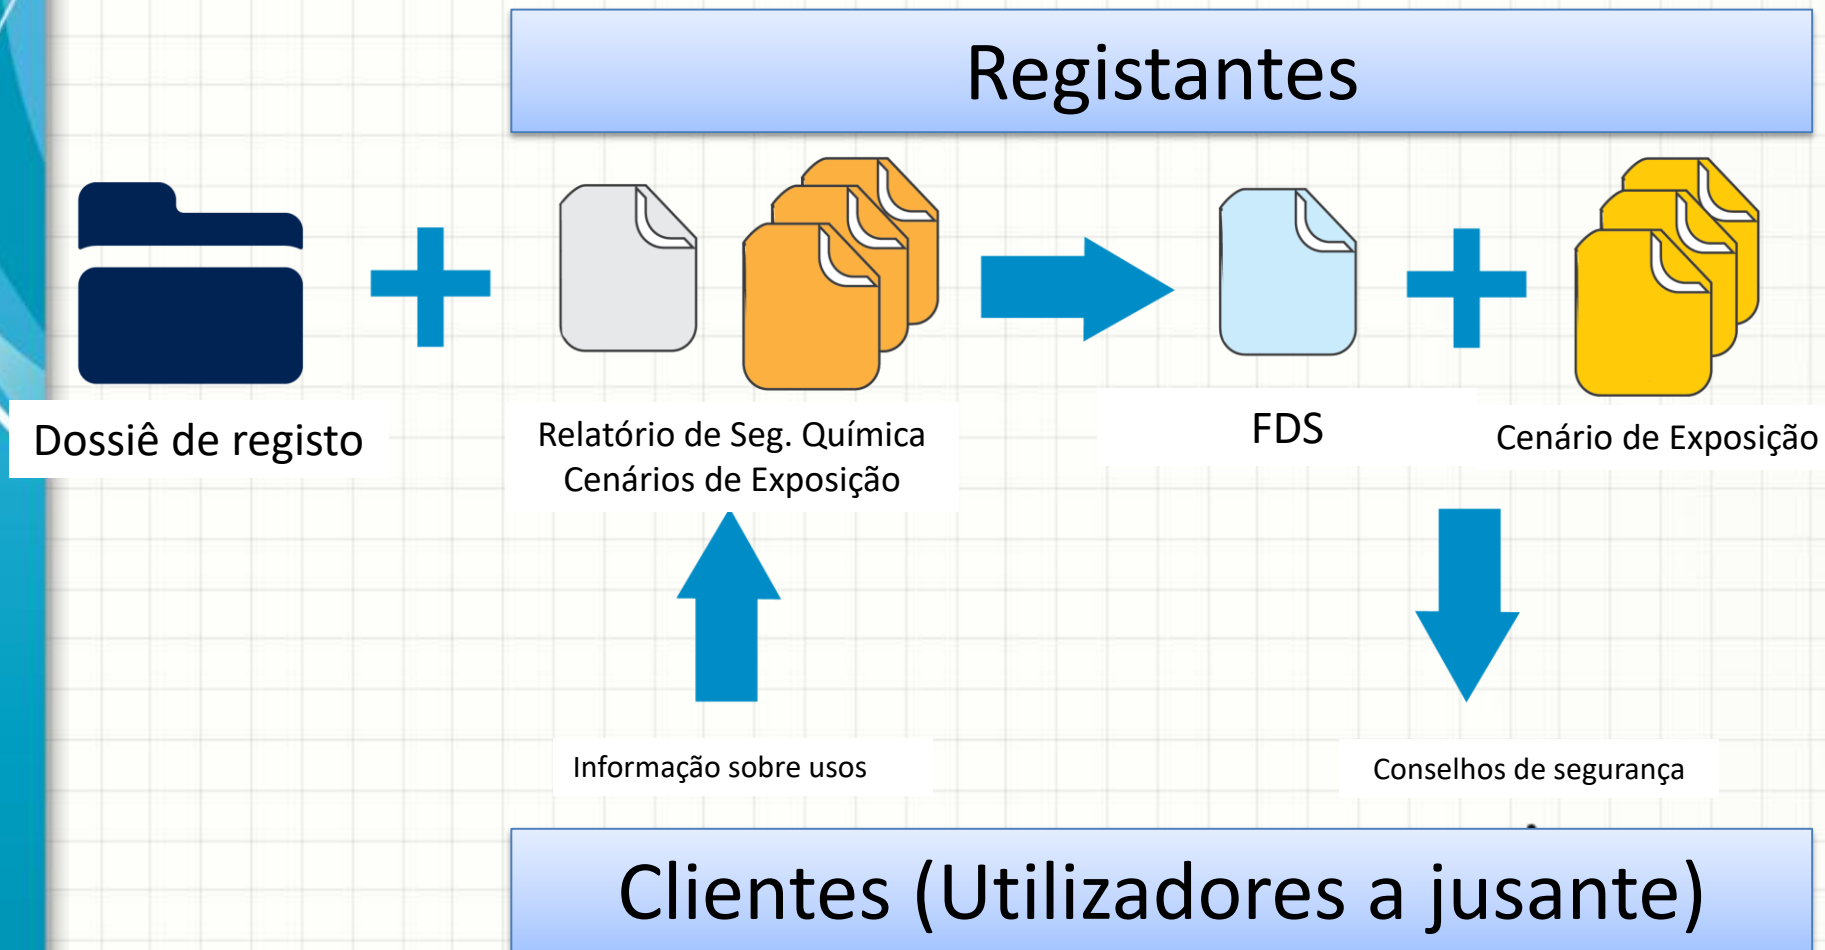 Registantes
Dossiê de registo
Relatório de Seg. Química
Cenários de Exposição
FDS
Cenário de Exposição
Informação sobre usos
Conselhos de segurança
Clientes (Utilizadores a jusante)